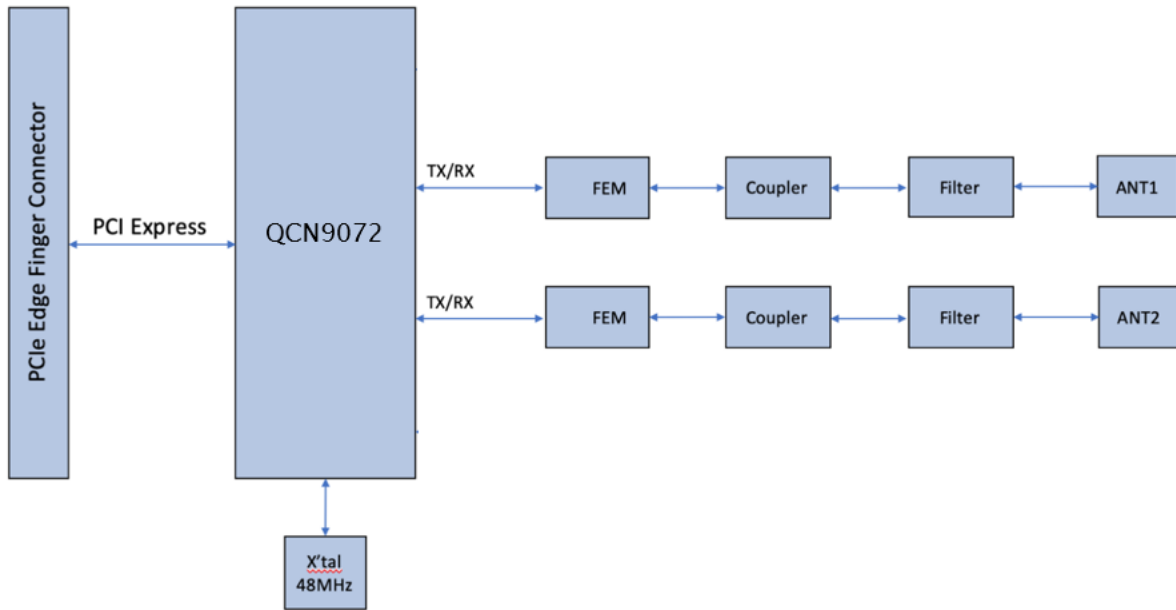 PCIe Edge Finger Connector
PCI Express
QCN9072
TX/RX
FEM
Coupler
Filter
ANT1
TX/RX
FEM
Coupler
Filter
ANT2
X'tal
48MHz